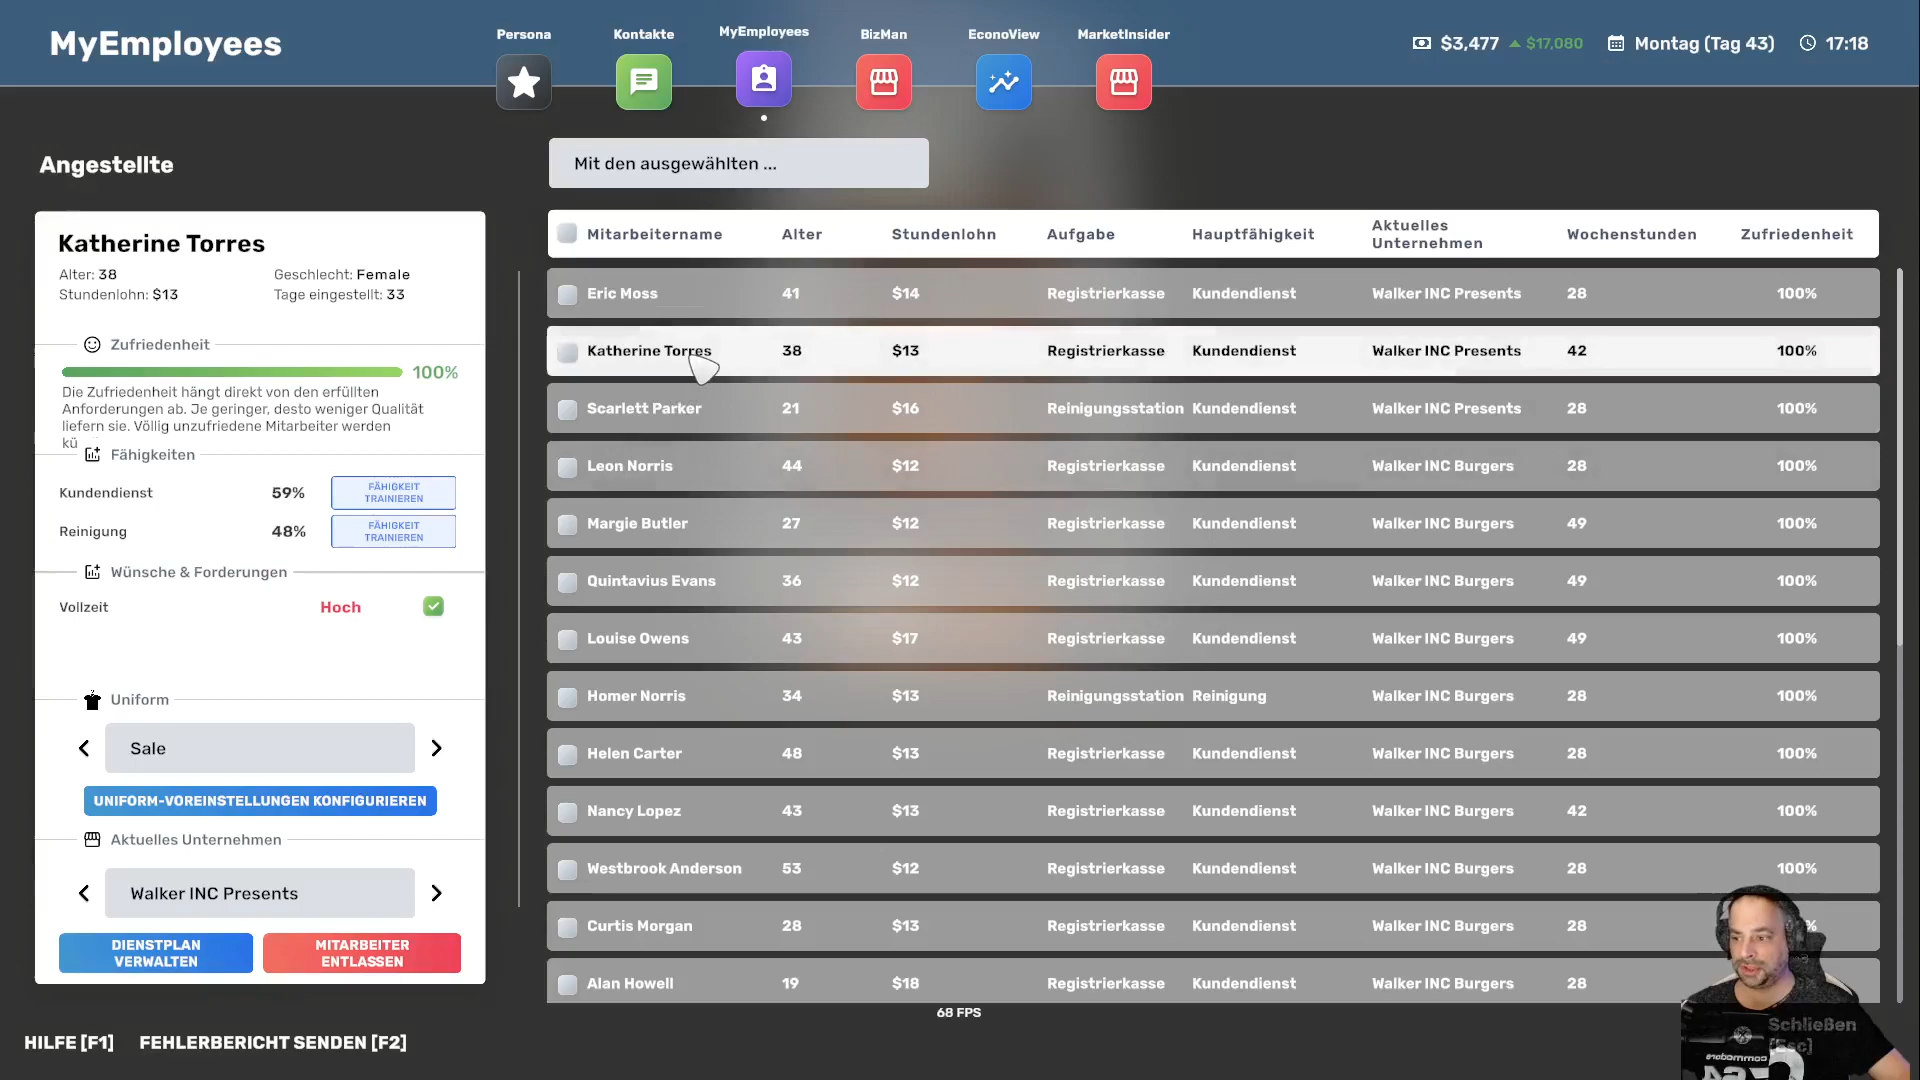 MyEmployees
Persona
Kontakte
MyEmployees
BizMan
EconoView
MarketInsider
$3,477 $17,080 Montag (Tag 43) 17:18
Angestellte
Mit den ausgewählten ...
Katherine Torres
Alter: 38 Geschlecht: Female
Stundenlohn: $13 Tage eingestellt: 33
Zufriedenheit
100%
Die Zufriedenheit hängt direkt von den erfüllten
Anforderungen ab. Je geringer, desto weniger Qualität
liefern sie. Völlig unzufriedene Mitarbeiter werden
Fähigkeiten
Kundendienst 59% FÄHIGKEIT
TRAINIEREN
Reinigung 48% FÄHIGKEIT
TRAINIEREN
Wünsche & Forderungen
Vollzeit Hoch
Uniform
Sale
UNIFORM-VOREINSTELLUNGEN KONFIGURIEREN
Aktuelles Unternehmen
Walker INC Presents
DIENSTPLAN
VERWALTEN
MITARBEITER
ENTLASSEN
Mitarbeitername Alter Stundenlohn Aufgabe Hauptfähigkeit Aktuelles
Unternehmen Wochenstunden Zufriedenheit
Eric Moss 41 $14 Registrierkasse Kundendienst Walker INC Presents 28 100%
Katherine Torres 38 $13 Registrierkasse Kundendienst Walker INC Presents 42 100%
Scarlett Parker 21 $16 Reinigungsstation Kundendienst Walker INC Presents 28 100%
Leon Norris 44 $12 Registrierkasse Kundendienst Walker INC Burgers 28 100%
Margie Butler 27 $12 Registrierkasse Kundendienst Walker INC Burgers 49 100%
Quintavius Evans 36 $12 Registrierkasse Kundendienst Walker INC Burgers 49 100%
Louise Owens 43 $17 Registrierkasse Kundendienst Walker INC Burgers 49 100%
Homer Norris 34 $13 Reinigungsstation Reinigung Walker INC Burgers 28 100%
Helen Carter 48 $13 Registrierkasse Kundendienst Walker INC Burgers 28 100%
Nancy Lopez 43 $13 Registrierkasse Kundendienst Walker INC Burgers 42 100%
Westbrook Anderson 53 $12 Registrierkasse Kundendienst Walker INC Burgers 28 100%
Curtis Morgan 28 $13 Registrierkasse Kundendienst Walker INC Burgers 28
Alan Howell 19 $18 Registrierkasse Kundendienst Walker INC Burgers 28
68 FPS
HILFE [F1] FEHLERBERICHT SENDEN [F2]
Schließen
[Esc]